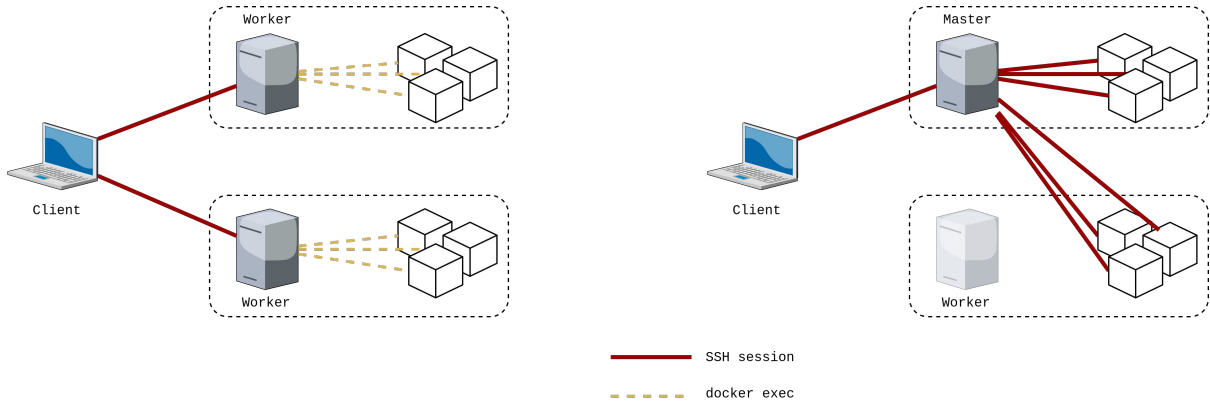 Worker
Master
Client
Client
Worker
Worker
SSH session
docker exec